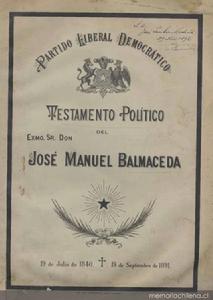 PARTIDO LIBERAL DEMOCRÁTICO
TESTAMENTO POLÍTICO
DEL
EXMO. SR. DON
JOSÉ MANUEL BALMACEDA
19 de Julio de 1840. † 19 de Septiembre de 1891.
memoriachilena.cl